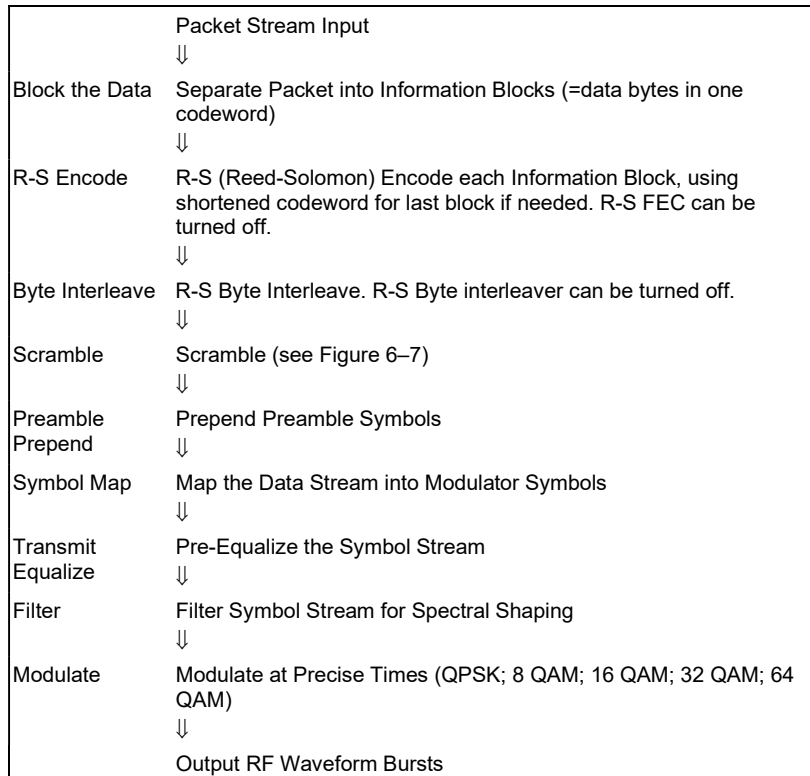 Packet Stream Input
⇓
Block the Data Separate Packet into Information Blocks (=data bytes in one
codeword)
⇓
R-S Encode R-S (Reed-Solomon) Encode each Information Block, using
shortened codeword for last block if needed. R-S FEC can be
turned off.
⇓
Byte Interleave R-S Byte Interleave. R-S Byte interleaver can be turned off.
⇓
Scramble Scramble (see Figure 6–7)
⇓
Preamble Prepend Preamble Symbols
Prepend ⇓
Symbol Map Map the Data Stream into Modulator Symbols
⇓
Transmit Pre-Equalize the Symbol Stream
Equalize ⇓
Filter Filter Symbol Stream for Spectral Shaping
⇓
Modulate Modulate at Precise Times (QPSK; 8 QAM; 16 QAM; 32 QAM; 64
QAM)
⇓
Output RF Waveform Bursts